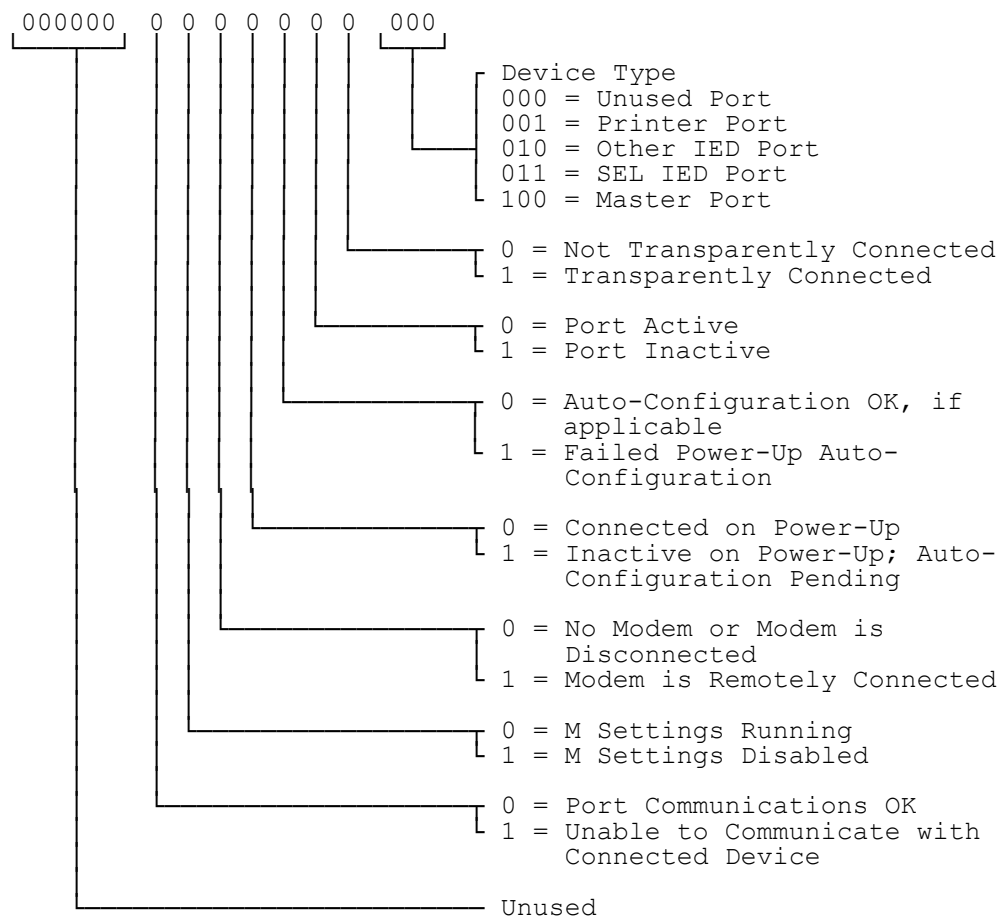 000000 0 0 0 0 0 0 0 000
Device Type
000 = Unused Port
001 = Printer Port
010 = Other IED Port
011 = SEL IED Port
100 = Master Port
0 = Not Transparently Connected
1 = Transparently Connected
0 = Port Active
1 = Port Inactive
0 = Auto-Configuration OK, if
applicable
1 = Failed Power-Up Auto-
Configuration
0 = Connected on Power-Up
1 = Inactive on Power-Up; Auto-
Configuration Pending
0 = No Modem or Modem is
Disconnected
1 = Modem is Remotely Connected
0 = M Settings Running
1 = M Settings Disabled
0 = Port Communications OK
1 = Unable to Communicate with
Connected Device
Unused